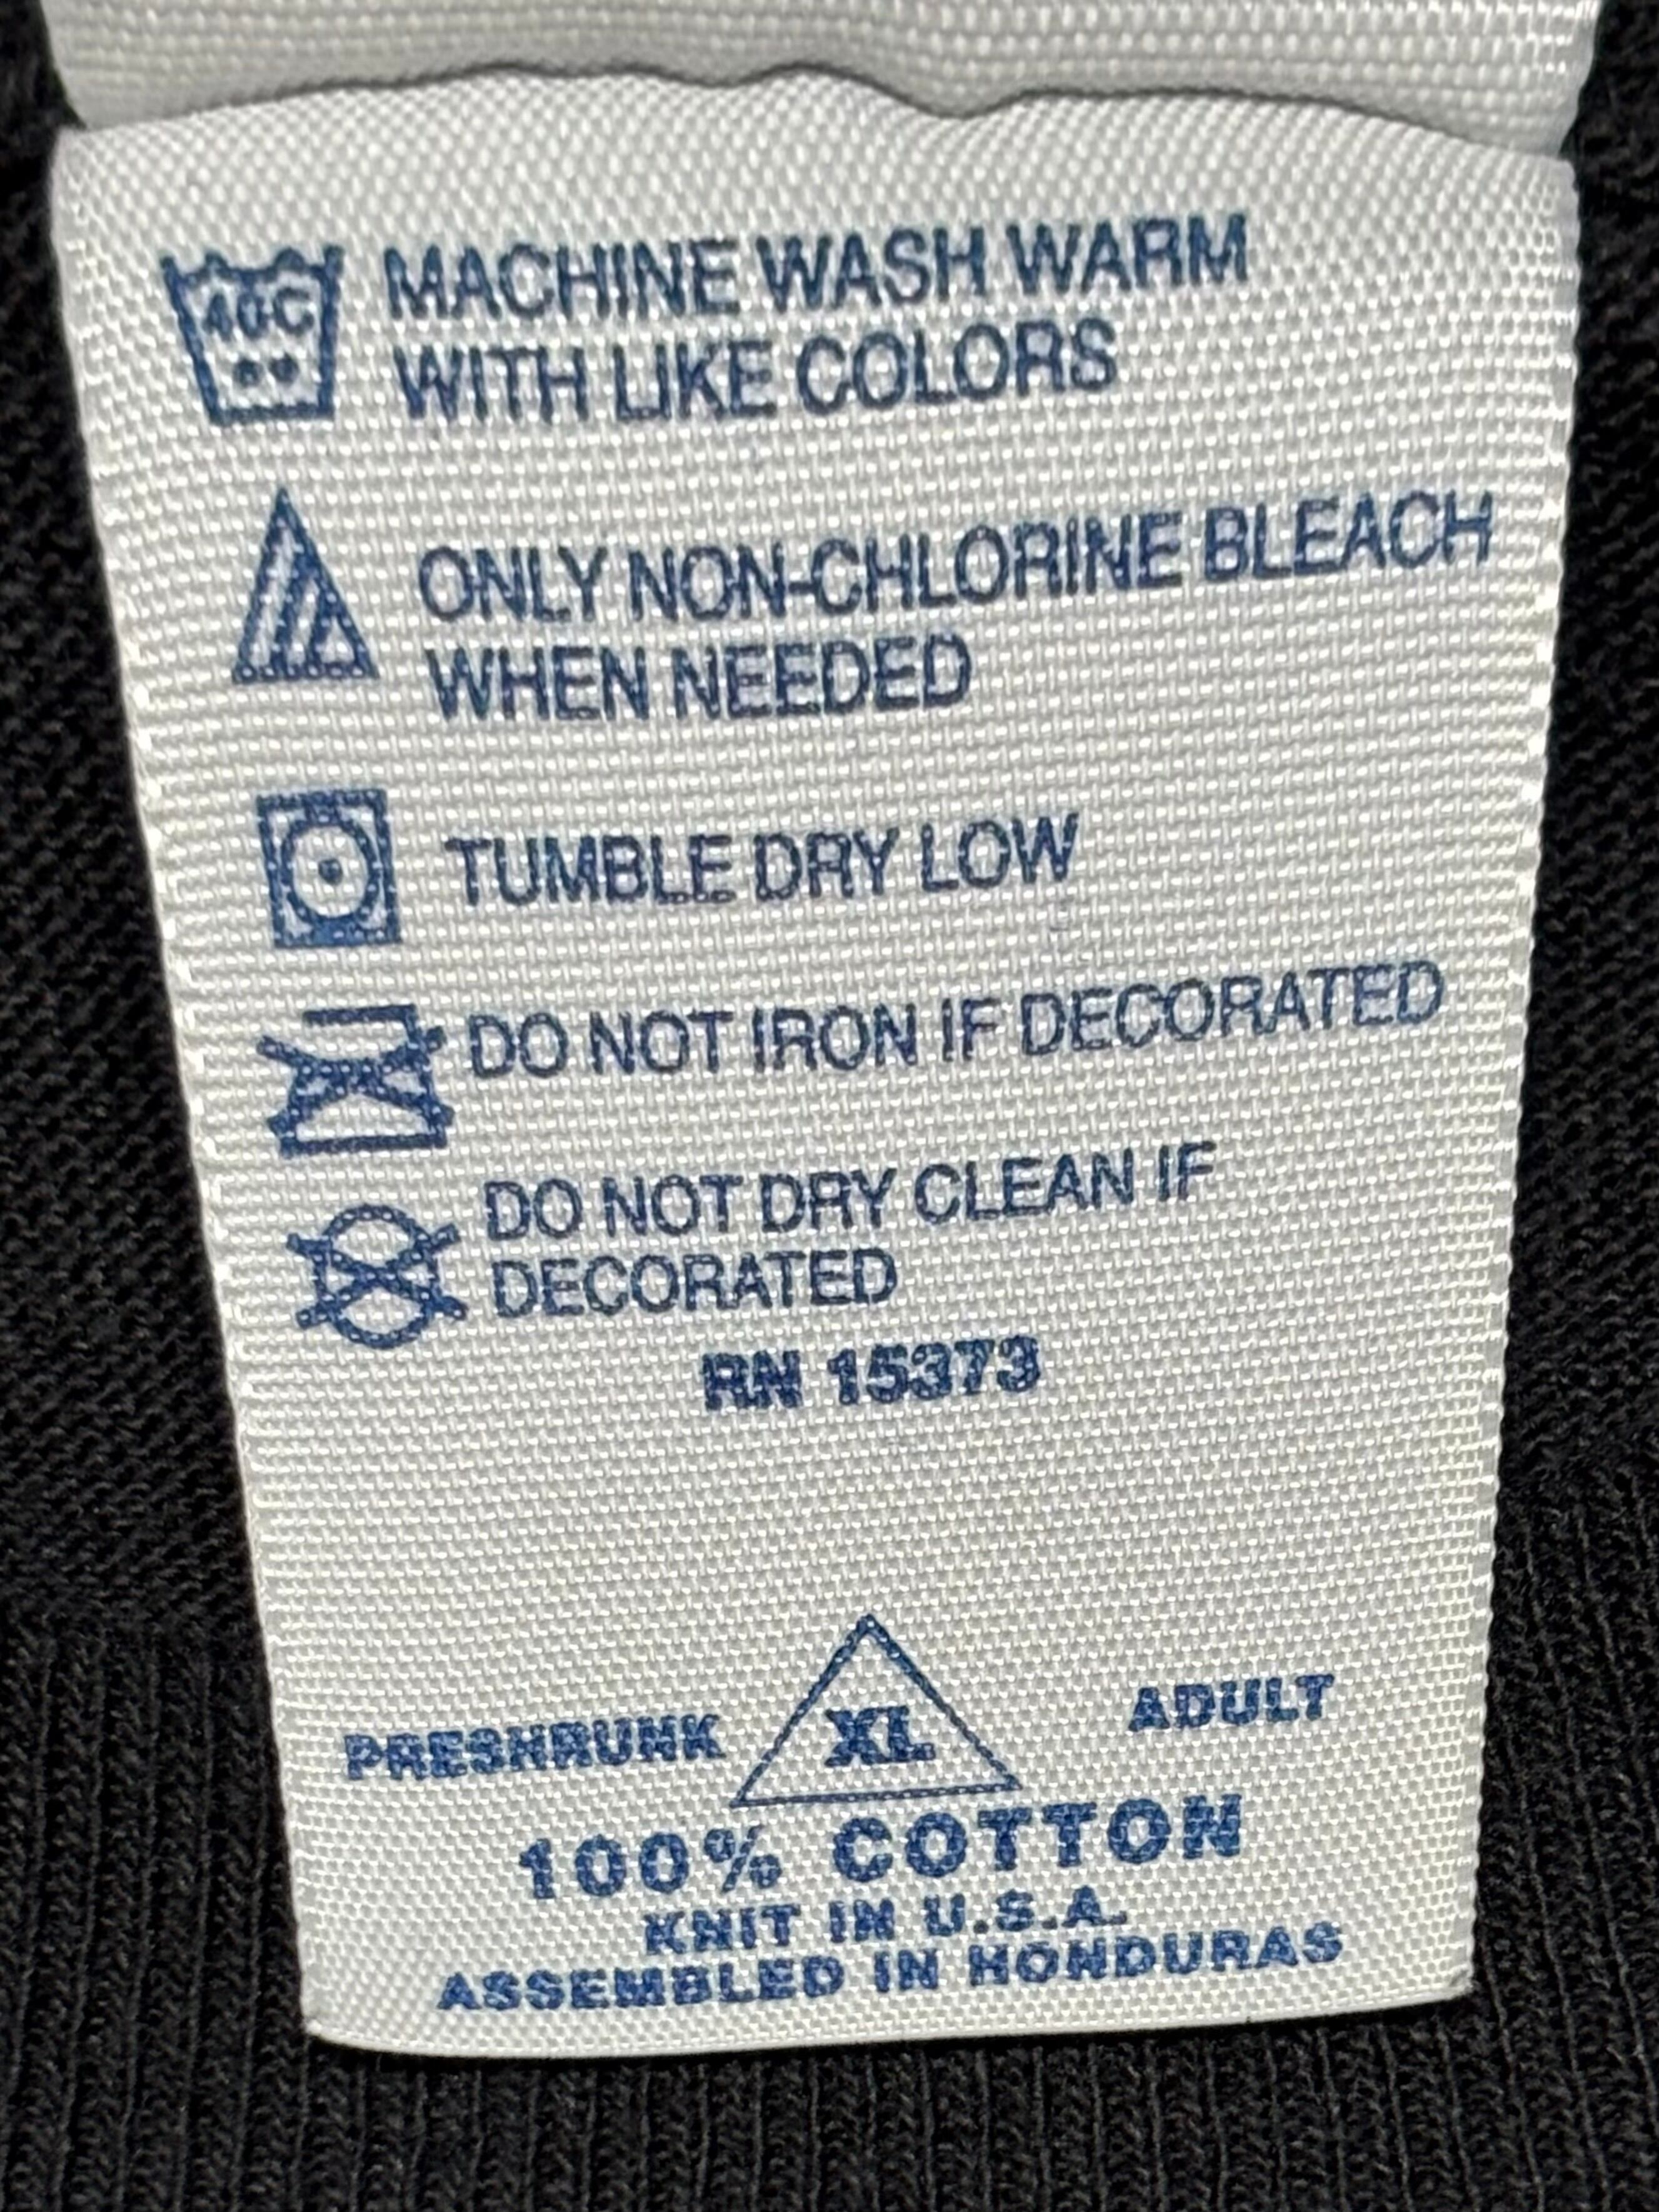 40C
MACHINE WASH WARM
WITH LIKE COLORS
ONLY NON-CHLORINE BLEACH
WHEN NEEDED
TUMBLE DRY LOW
DO NOT IRON IF DECORATED
DO NOT DRY CLEAN IF
DECORATED
RN 15373
PRESHRUNK XL ADULT
100% COTTON
KNIT IN U.S.A.
ASSEMBLED IN HONDURAS